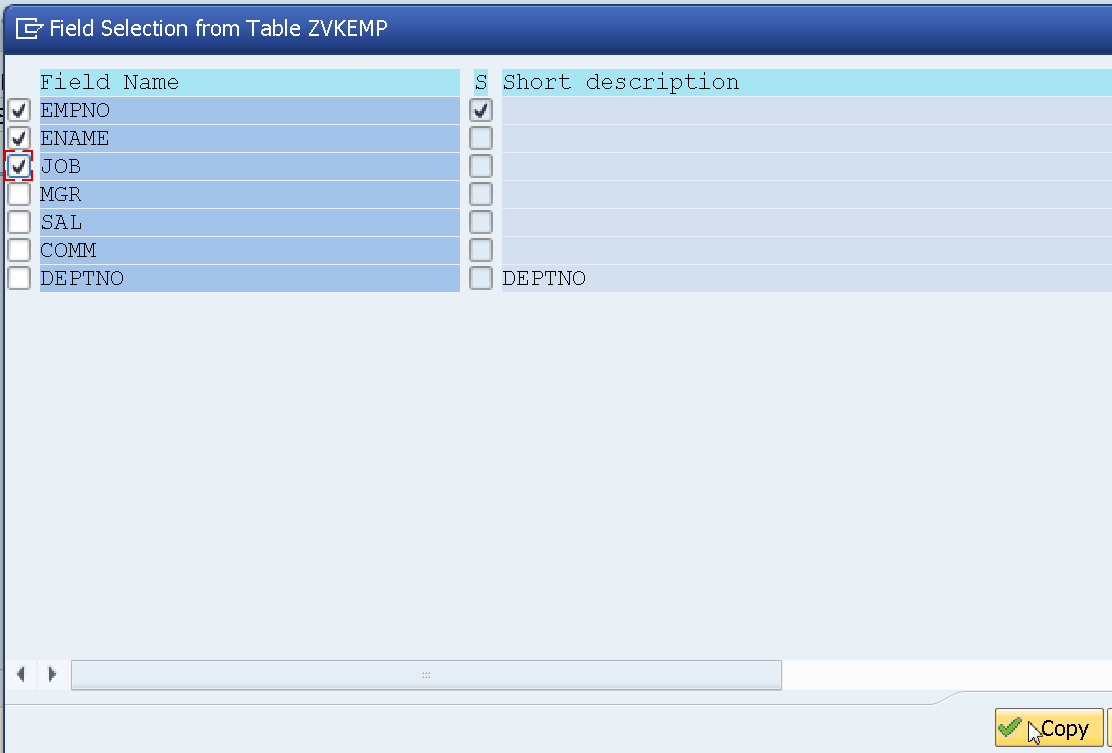 Field Selection from Table ZVKEMP
Field Name S Short description
EMPNO
ENAME
JOB
MGR
SAL
COMM
DEPTNO DEPTNO
Copy